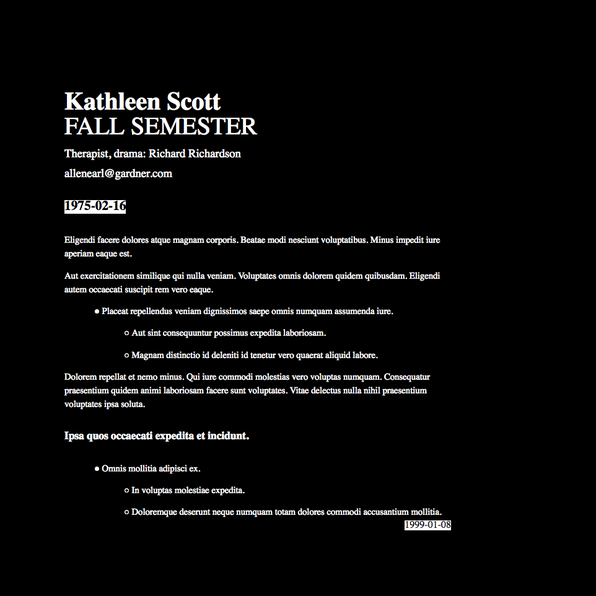 Kathleen Scott
FALL SEMESTER
Therapist, drama: Richard Richardson
allenearl@gardner.com
1975-02-16
Eligendi facere dolores atque magnam corporis. Beatae modi nesciunt voluptatibus. Minus impedit iure
aperiam eaque est.
Aut exercitationem similique qui nulla veniam. Voluptates omnis dolorem quidem quibusdam. Eligendi
autem occaecati suscipit rem vero eaque.
Placeat repellendus veniam dignissimos saepe omnis numquam assumenda iure.
Aut sint consequuntur possimus expedita laboriosam.
Magnam distinctio id deleniti id tenetur vero quaerat aliquid labore.
Dolorem repellat et nemo minus. Qui iure commodi molestias vero voluptas numquam. Consequatur
praesentium quidem animi laboriosam facere sunt voluptates. Vitae delectus nulla nihil praesentium
voluptates ipsa soluta.
Ipsa quos occaecati expedita et incidunt.
Omnis mollitia adipisci ex.
In voluptas molestiae expedita.
Doloremque deserunt neque numquam totam dolores commodi accusantium mollitia.
1999-01-08